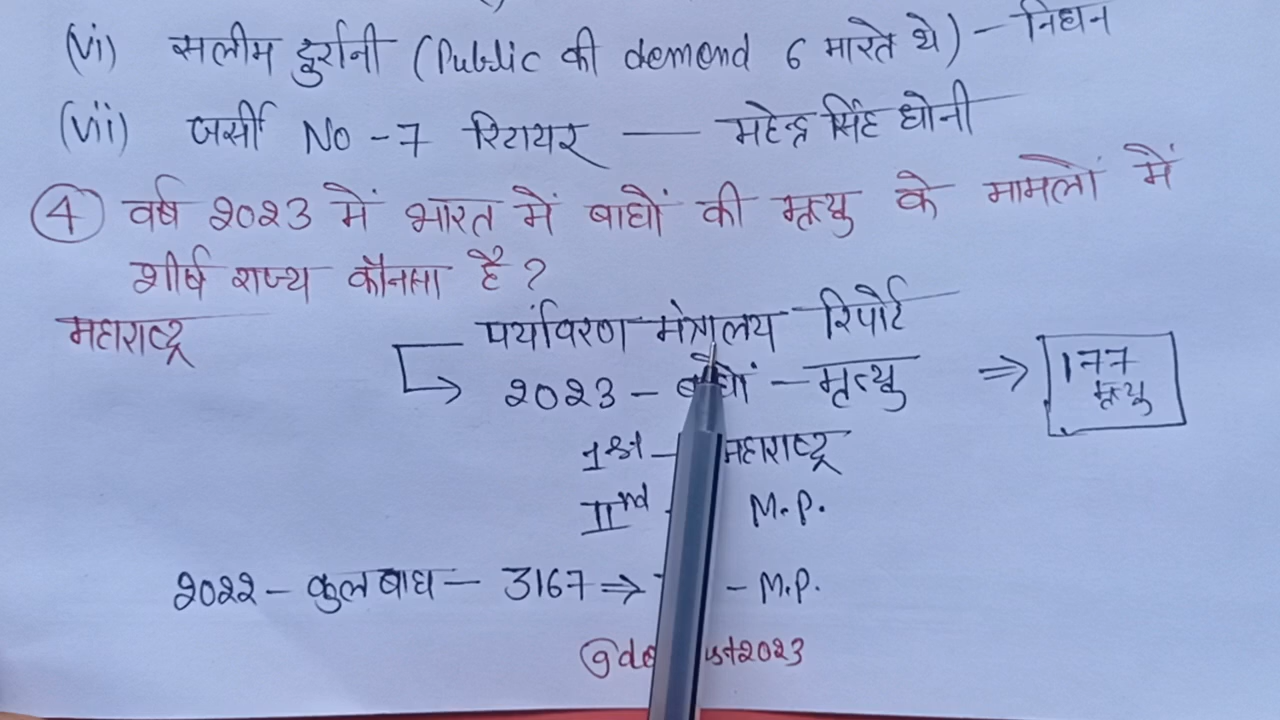 (vi) सलीम दुर्रानी (Public की demand 6 मारते थे) – निधन
(vii) जर्सी No - 7 रिटायर — महेन्द्र सिंह धोनी
④ वर्ष 2023 में भारत में बाघों की मृत्यु के मामलों में
शीर्ष राज्य कौनसा है?
महाराष्ट्र
पर्यावरण मंत्रालय रिपोर्ट
→ 2023 – बाघों – मृत्यु ⇒ 177 मृत्यु
1st – महाराष्ट्र
IInd M.P.
2022 – कुल बाघ – 3167 ⇒ – M.P.